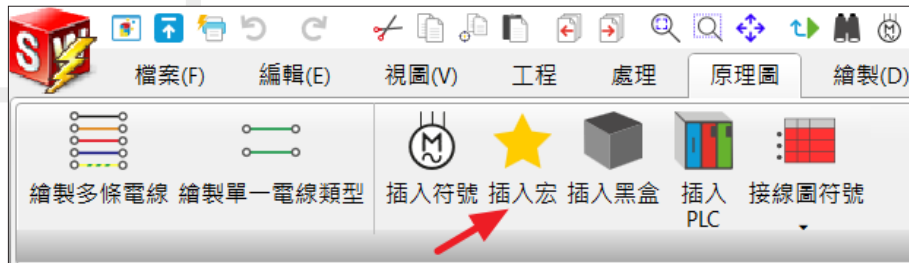 檔案(F) 編輯(E) 視圖(V) 工程 處理 原理圖 繪製(D)
繪製多條電線 繪製單一電線類型 插入符號 插入宏 插入黑盒 插入 PLC 接線圖符號